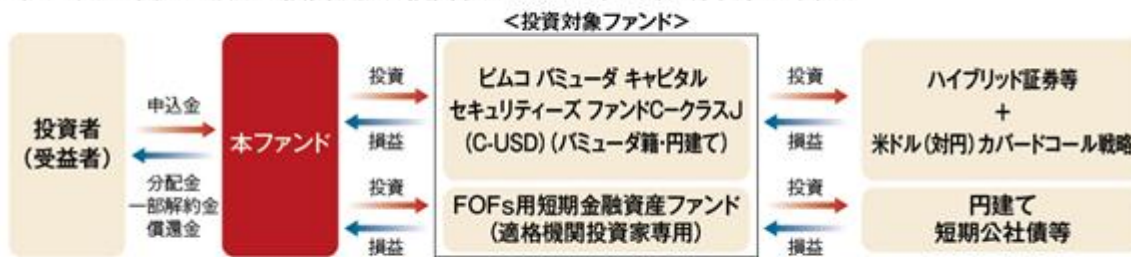 <投資対象ファンド>
投資者
(受益者)
申込金
分配金
一部解約金
償還金
本ファンド
投資
損益
投資
損益
ピムコ バミューダ キャピタル
セキュリティーズ ファンドC-クラスJ
(C-USD)(バミューダ籍・円建て)
FOFs用短期金融資産ファンド
(適格機関投資家専用)
投資
損益
投資
損益
ハイブリッド証券等
+
米ドル(対円)カバードコール戦略
円建て
短期公社債等